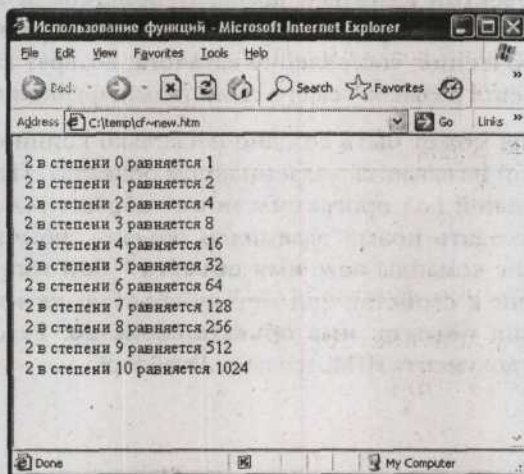 Использование функций - Microsoft Internet Explorer
File Edit View Favorites Tools Help »
Back Search Favorites
Address C:\temp\cf~new.htm Go Links »
2 в степени 0 равняется 1
2 в степени 1 равняется 2
2 в степени 2 равняется 4
2 в степени 3 равняется 8
2 в степени 4 равняется 16
2 в степени 5 равняется 32
2 в степени 6 равняется 64
2 в степени 7 равняется 128
2 в степени 8 равняется 256
2 в степени 9 равняется 512
2 в степени 10 равняется 1024
Done My Computer